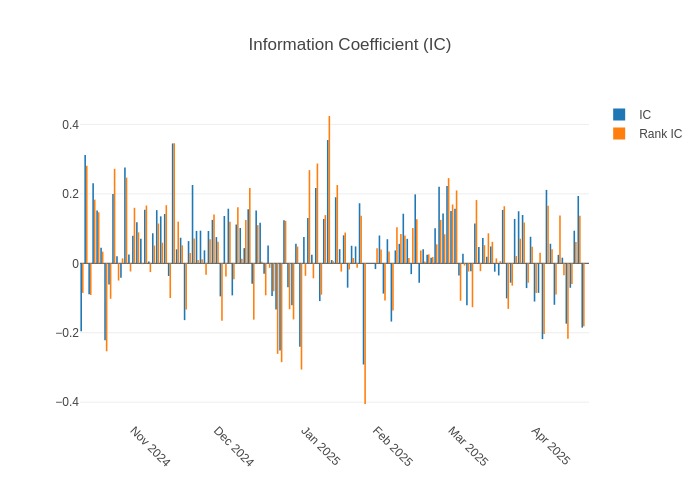 Information Coefficient (IC)
IC
Rank IC
0.4
0.2
0
−0.2
−0.4
Nov 2024
Dec 2024
Jan 2025
Feb 2025
Mar 2025
Apr 2025